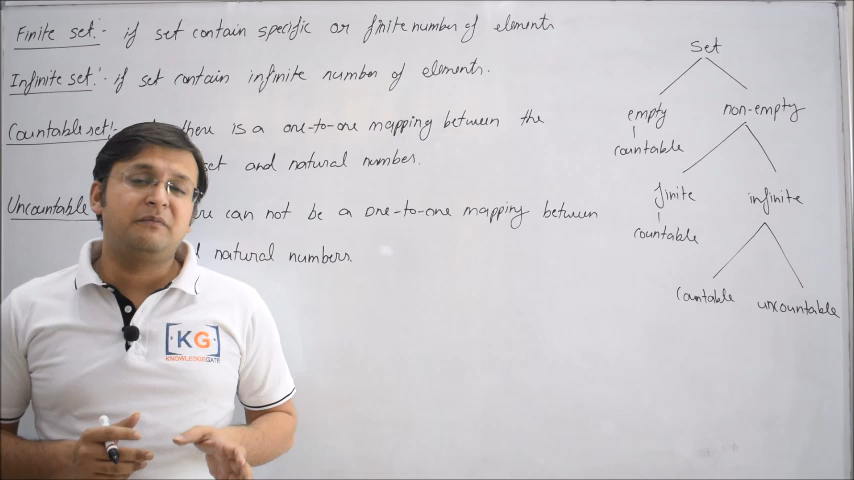 Finite set:- if set contain specific or finite number of elements
Infinite set:- if set contain infinite number of elements.
Countable set:- there is a one-to-one mapping between the
set and natural number.
Uncountable can not be a one-to-one mapping between
natural numbers.
Set
empty non-empty
countable
finite infinite
countable
Countable uncountable
KG
KNOWLEDGEGATE